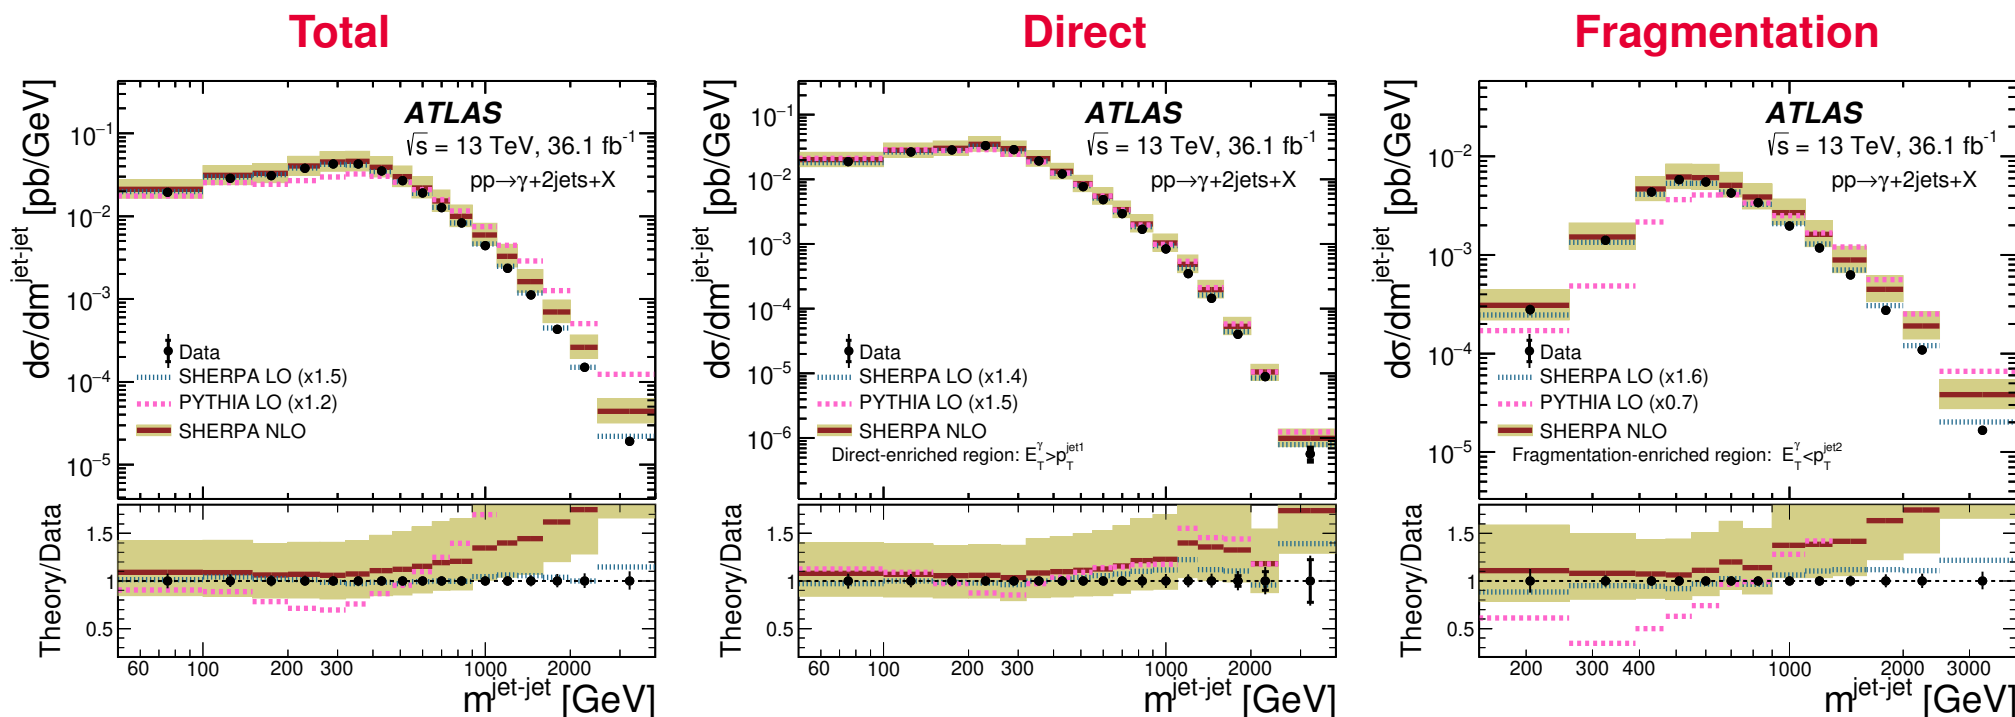 Total
dσ/dm^jet-jet [pb/GeV]
10⁻¹
10⁻²
10⁻³
10⁻⁴
10⁻⁵
ATLAS
√s = 13 TeV, 36.1 fb⁻¹
pp→γ+2jets+X
Data
SHERPA LO (x1.5)
PYTHIA LO (x1.2)
SHERPA NLO
Theory/Data
1.5
1
0.5
60 100 200 300 1000 2000
m^jet-jet [GeV]
Direct
dσ/dm^jet-jet [pb/GeV]
10⁻¹
10⁻²
10⁻³
10⁻⁴
10⁻⁵
10⁻⁶
ATLAS
√s = 13 TeV, 36.1 fb⁻¹
pp→γ+2jets+X
Data
SHERPA LO (x1.4)
PYTHIA LO (x1.5)
SHERPA NLO
Direct-enriched region: E_T^γ>p_T^jet1
Theory/Data
1.5
1
0.5
60 100 200 300 1000 2000
m^jet-jet [GeV]
Fragmentation
dσ/dm^jet-jet [pb/GeV]
10⁻²
10⁻³
10⁻⁴
10⁻⁵
ATLAS
√s = 13 TeV, 36.1 fb⁻¹
pp→γ+2jets+X
Data
SHERPA LO (x1.6)
PYTHIA LO (x0.7)
SHERPA NLO
Fragmentation-enriched region: E_T^γ<p_T^jet2
Theory/Data
1.5
1
0.5
200 300 400 1000 2000 3000
m^jet-jet [GeV]